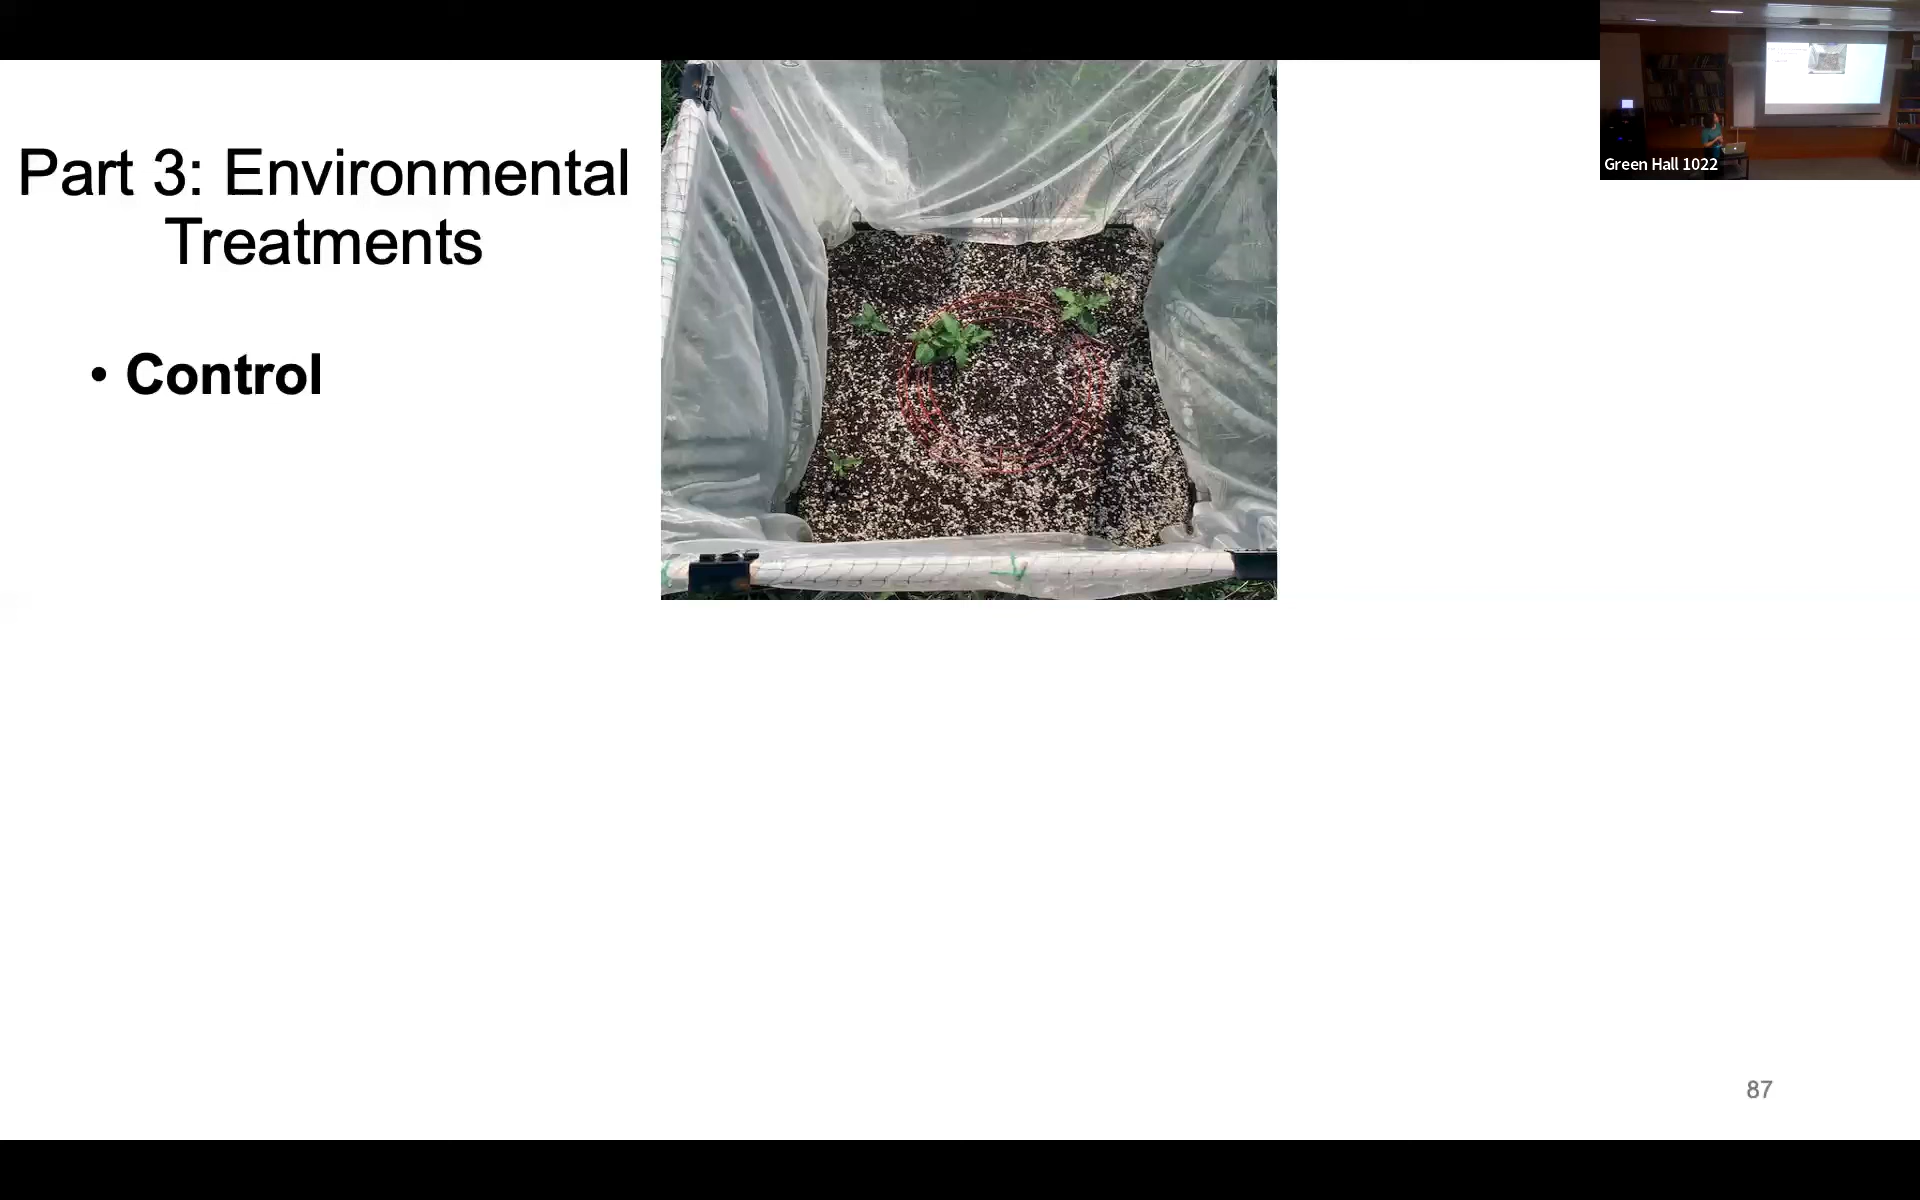 Part 3: Environmental
Treatments
• Control
Green Hall 1022
87